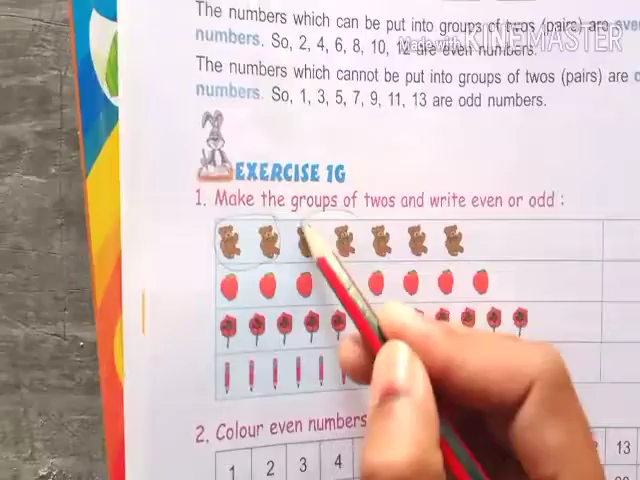 The numbers which can be put into groups of twos (pairs) are even
numbers. So, 2, 4, 6, 8, 10, 12 are even numbers.
Made with KINEMASTER
The numbers which cannot be put into groups of twos (pairs) are
numbers. So, 1, 3, 5, 7, 9, 11, 13 are odd numbers.
EXERCISE 1G
1. Make the groups of twos and write even or odd :
2. Colour even numbers
1 2 3 4 13